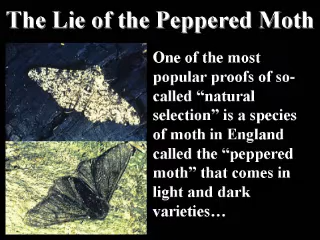 The Lie of the Peppered Moth
One of the most
popular proofs of so-
called “natural
selection” is a species
of moth in England
called the “peppered
moth” that comes in
light and dark
varieties…